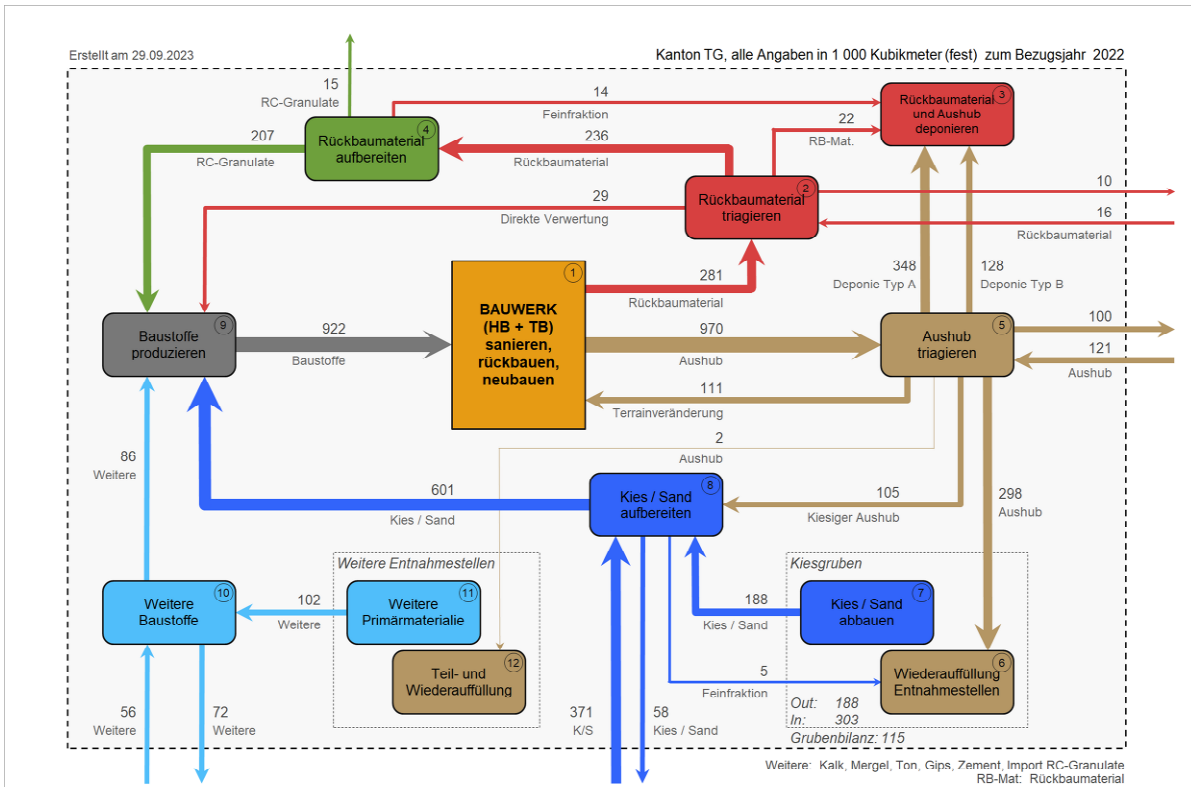 Erstellt am 29.09.2023
Kanton TG, alle Angaben in 1 000 Kubikmeter (fest) zum Bezugsjahr 2022
15
RC-Granulate
14
Feinfraktion
3
Rückbaumaterial
und Aushub
deponieren
22
RB-Mat.
4
Rückbaumaterial
aufbereiten
207
RC-Granulate
236
Rückbaumaterial
2
Rückbaumaterial
triagieren
10
16
Rückbaumaterial
29
Direkte Verwertung
281
Rückbaumaterial
348
Deponie Typ A
128
Deponie Typ B
1
BAUWERK
(HB + TB)
sanieren,
rückbauen,
neubauen
9
Baustoffe
produzieren
922
Baustoffe
970
Aushub
5
Aushub
triagieren
100
121
Aushub
111
Terrainveränderung
2
Aushub
86
Weitere
601
Kies / Sand
8
Kies / Sand
aufbereiten
105
Kiesiger Aushub
298
Aushub
Weitere Entnahmestellen
Kiesgruben
10
Weitere
Baustoffe
102
Weitere
11
Weitere
Primärmaterialie
188
Kies / Sand
7
Kies / Sand
abbauen
12
Teil- und
Wiederauffüllung
5
Feinfraktion
6
Wiederauffüllung
Entnahmestellen
56
Weitere
72
Weitere
371
K/S
58
Kies / Sand
Out: 188
In: 303
Grubenbilanz: 115
Weitere: Kalk, Mergel, Ton, Gips, Zement, Import RC-Granulate
RB-Mat: Rückbaumaterial